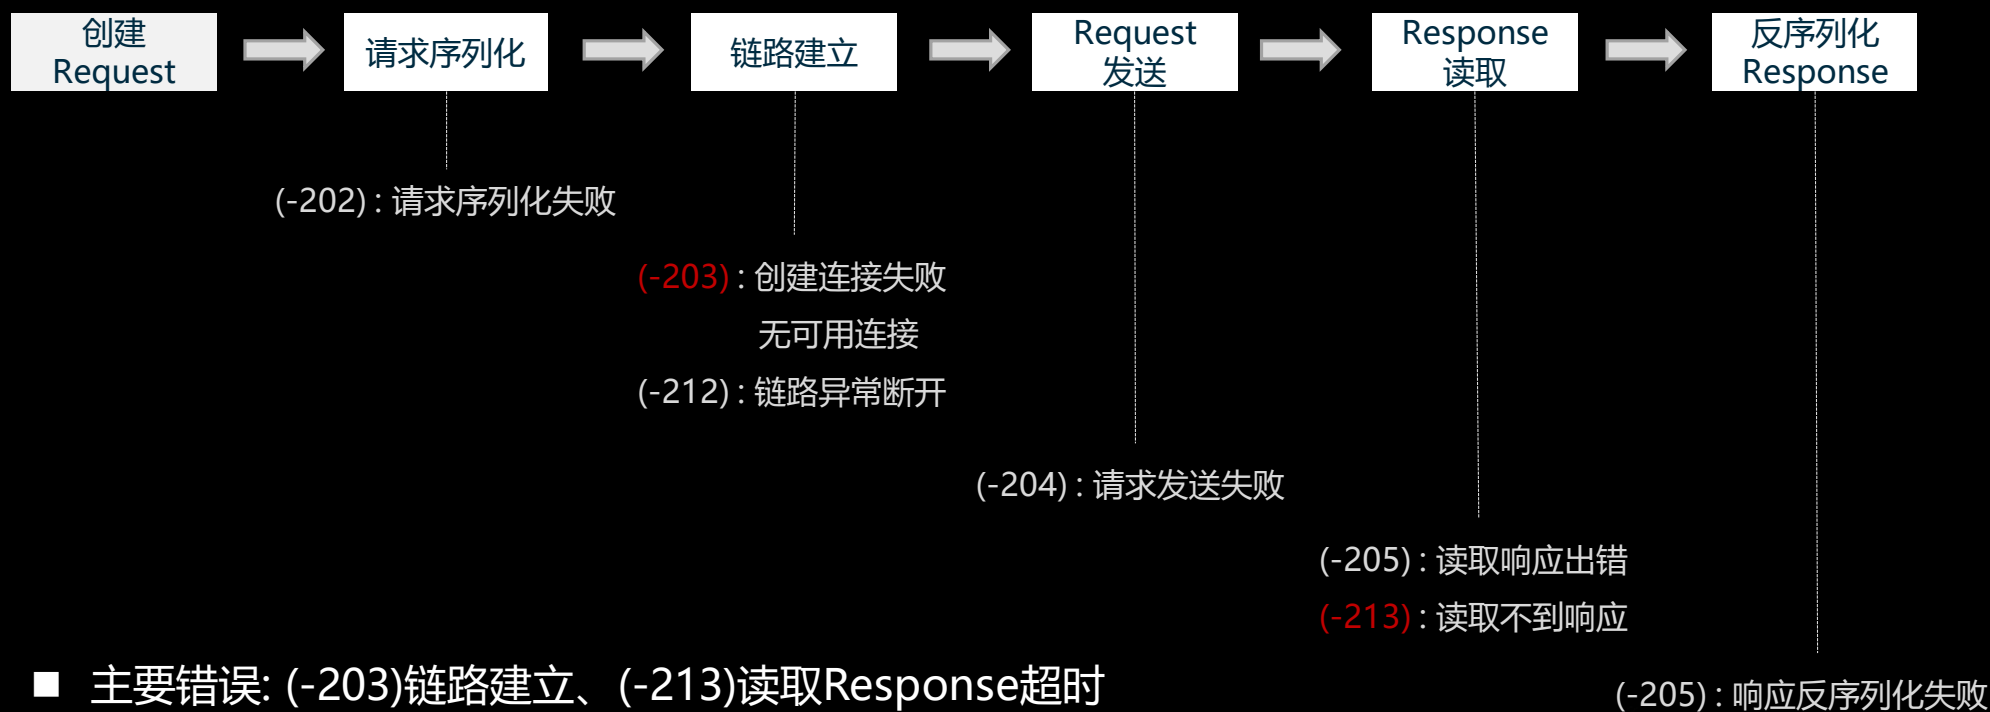 创建
Request
请求序列化
链路建立
Request
发送
Response
读取
反序列化
Response
(-202) : 请求序列化失败
(-203) : 创建连接失败
无可用连接
(-212) : 链路异常断开
(-204) : 请求发送失败
(-205) : 读取响应出错
(-213) : 读取不到响应
■ 主要错误: (-203)链路建立、(-213)读取Response超时
(-205) : 响应反序列化失败